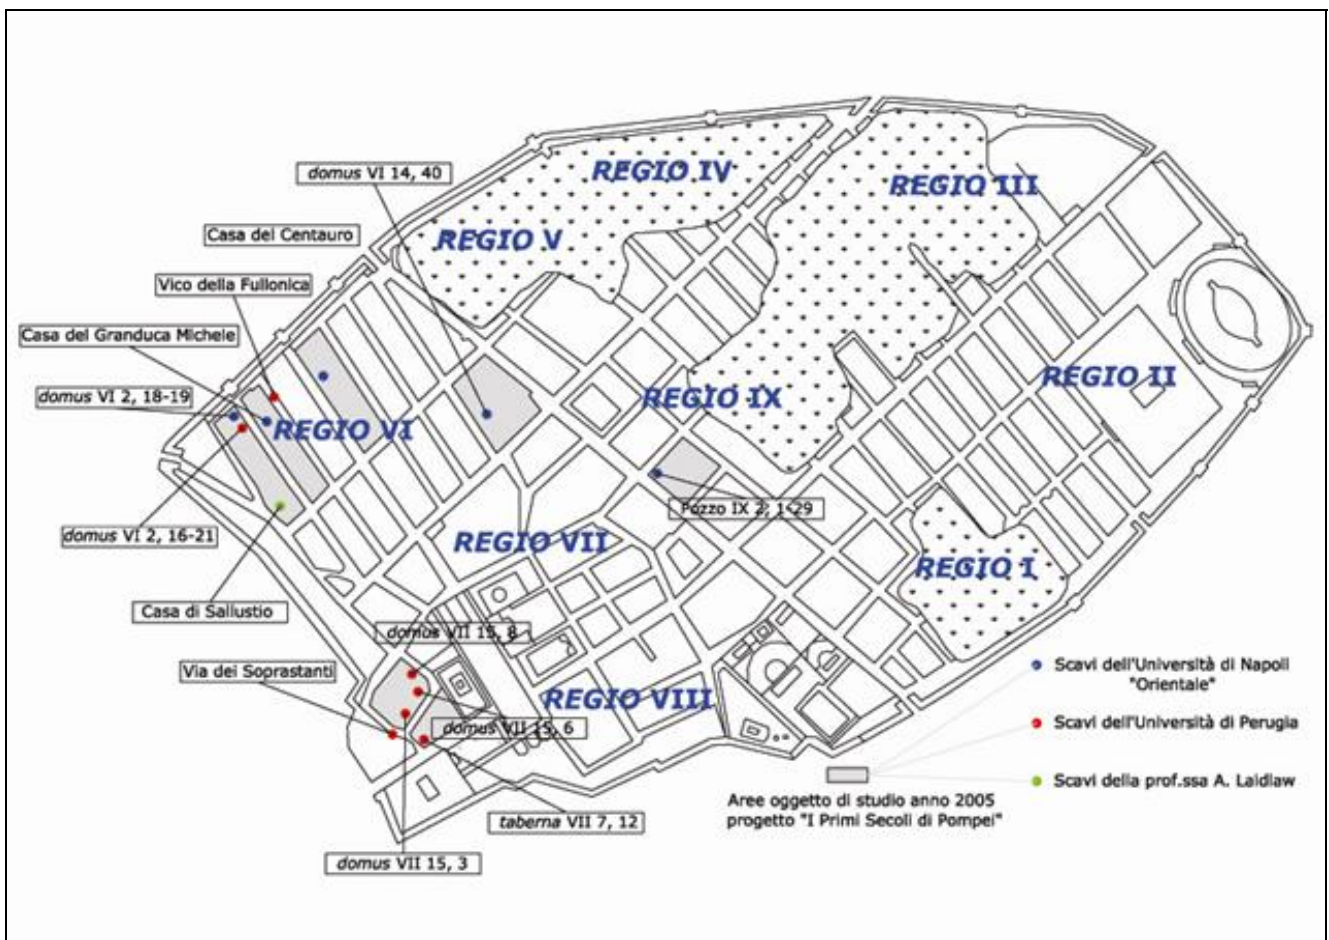 REGIO IV
domus VI 14, 40
REGIO III
Casa del Centauro
REGIO V
Vico della Fullonica
Casa del Granduca Michele
REGIO II
domus VI 2, 18-19
REGIO IX
REGIO VI
Pozzo IX 2, 1-29
domus VI 2, 16-21
REGIO VII
REGIO I
Casa di Sallustio
domus VII 15, 8
Via dei Soprastanti
Scavi dell'Università di Napoli
"Orientale"
REGIO VIII
domus VII 15, 6
Scavi dell'Università di Perugia
Scavi della prof.ssa A. Laidlaw
Aree oggetto di studio anno 2005
progetto "I Primi Secoli di Pompei"
taberna VII 7, 12
domus VII 15, 3